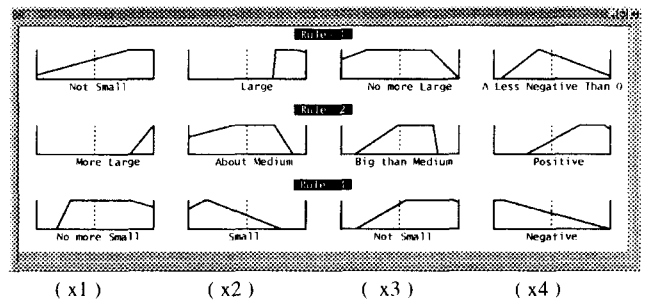 Rule 1
Not Small Large No more Large A Less Negative Than 0
Rule 2
More Large About Medium Big than Medium Positive
Rule
No more Small Small Not Small Negative
( x1 ) ( x2 ) ( x3 ) ( x4 )